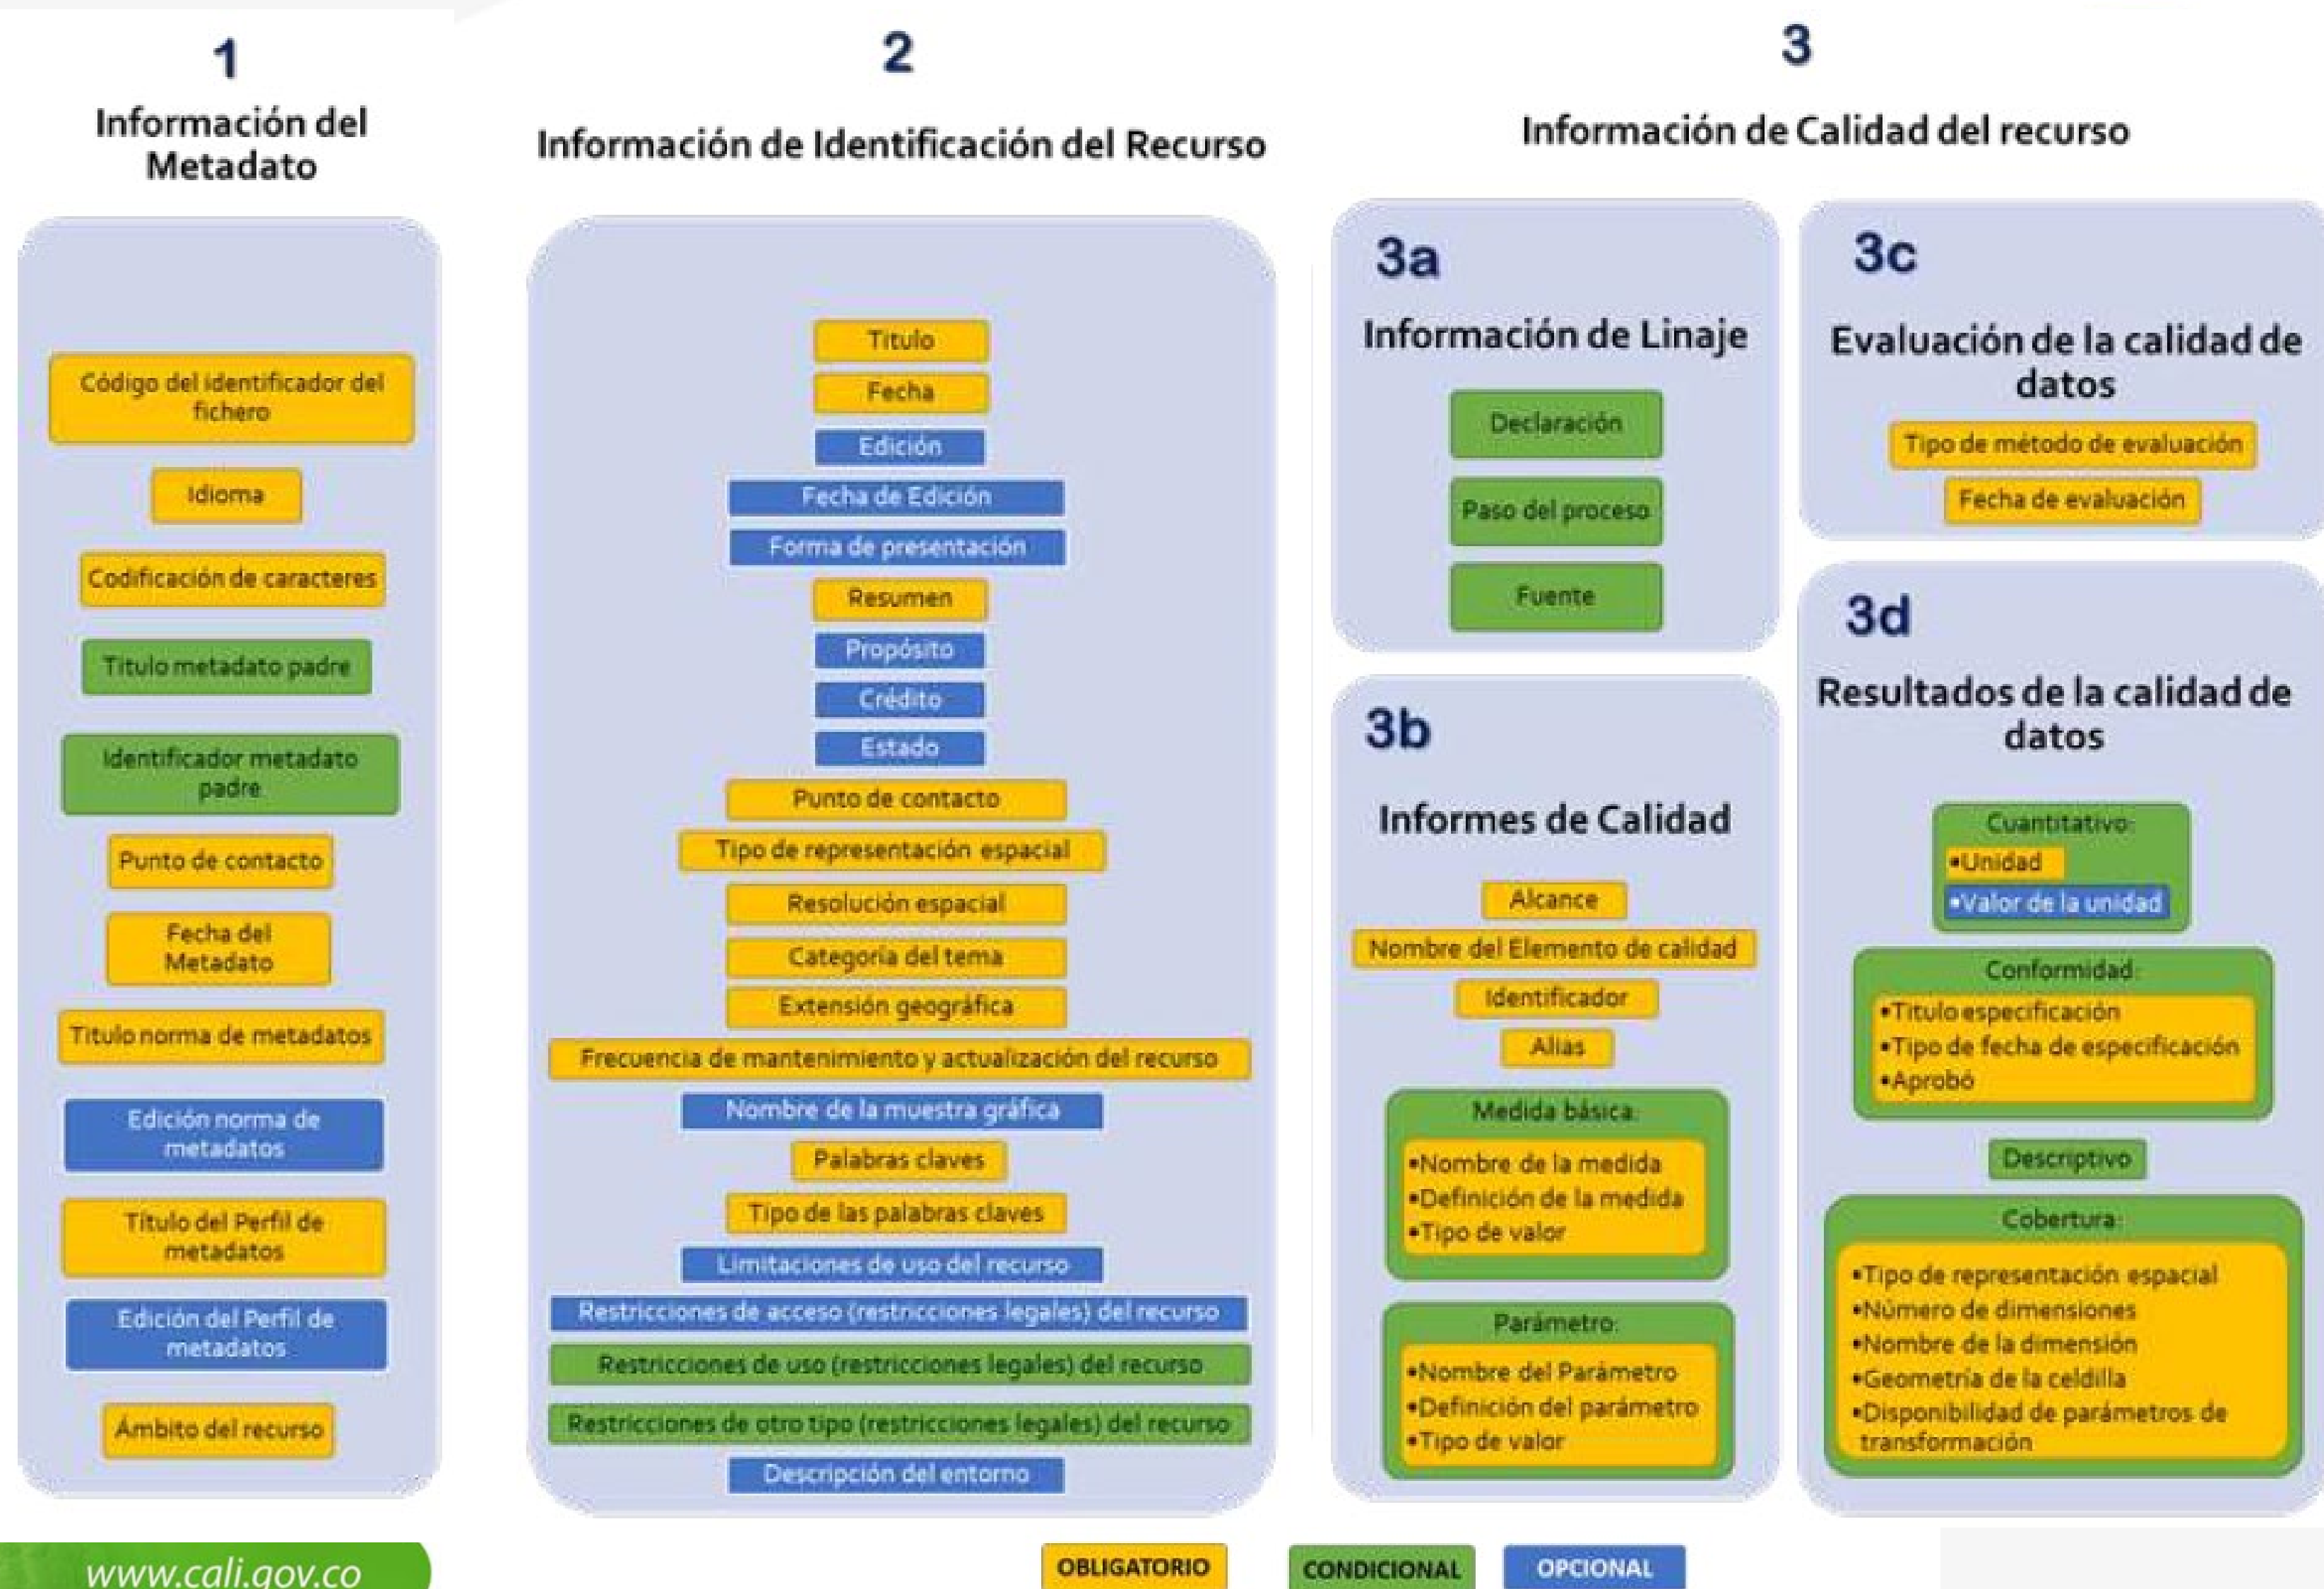 1
Información del
Metadato
Código del identificador del
fichero
Idioma
Codificación de caracteres
Titulo metadato padre
Identificador metadato
padre
Punto de contacto
Fecha del
Metadato
Titulo norma de metadatos
Edición norma de
metadatos
Título del Perfil de
metadatos
Edición del Perfil de
metadatos
Ámbito del recurso
2
Información de Identificación del Recurso
Titulo
Fecha
Edición
Fecha de Edición
Forma de presentación
Resumen
Propósito
Crédito
Estado
Punto de contacto
Tipo de representación espacial
Resolución espacial
Categoría del tema
Extensión geográfica
Frecuencia de mantenimiento y actualización del recurso
Nombre de la muestra gráfica
Palabras claves
Tipo de las palabras claves
Limitaciones de uso del recurso
Restricciones de acceso (restricciones legales) del recurso
Restricciones de uso (restricciones legales) del recurso
Restricciones de otro tipo (restricciones legales) del recurso
Descripción del entorno
3
Información de Calidad del recurso
3a
Información de Linaje
Declaración
Paso del proceso
Fuente
3b
Informes de Calidad
Alcance
Nombre del Elemento de calidad
Identificador
Alias
Medida básica:
•Nombre de la medida
•Definición de la medida
•Tipo de valor
Parámetro:
•Nombre del Parámetro
•Definición del parámetro
•Tipo de valor
3c
Evaluación de la calidad de
datos
Tipo de método de evaluación
Fecha de evaluación
3d
Resultados de la calidad de
datos
Cuantitativo:
•Unidad
•Valor de la unidad
Conformidad:
•Titulo especificación
•Tipo de fecha de especificación
•Aprobó
Descriptivo
Cobertura:
•Tipo de representación espacial
•Número de dimensiones
•Nombre de la dimensión
•Geometría de la celdilla
•Disponibilidad de parámetros de
transformación
www.cali.gov.co
OBLIGATORIO
CONDICIONAL
OPCIONAL